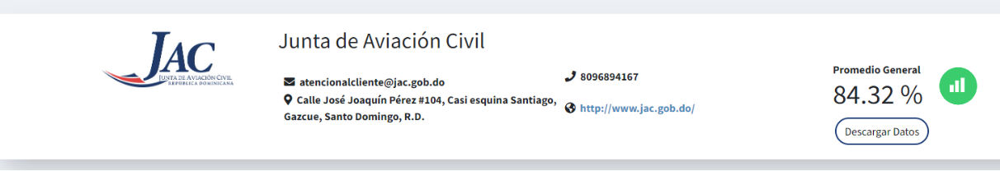 JAC
JUNTA DE AVIACIÓN CIVIL
REPÚBLICA DOMINICANA
Junta de Aviación Civil
atencionalcliente@jac.gob.do
Calle José Joaquín Pérez #104, Casi esquina Santiago,
Gazcue, Santo Domingo, R.D.
8096894167
http://www.jac.gob.do/
Promedio General
84.32 %
Descargar Datos